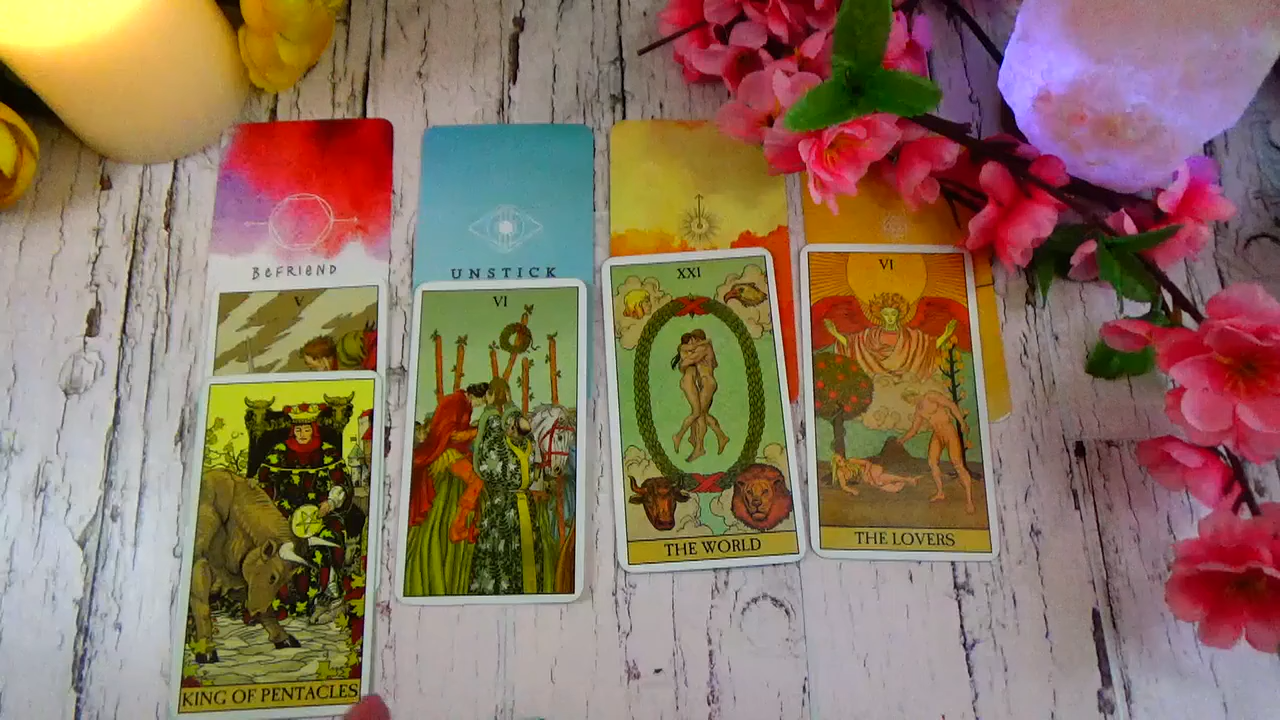 BEFRIEND
UNSTICK
V
VI
XXI
VI
THE WORLD
THE LOVERS
KING OF PENTACLES